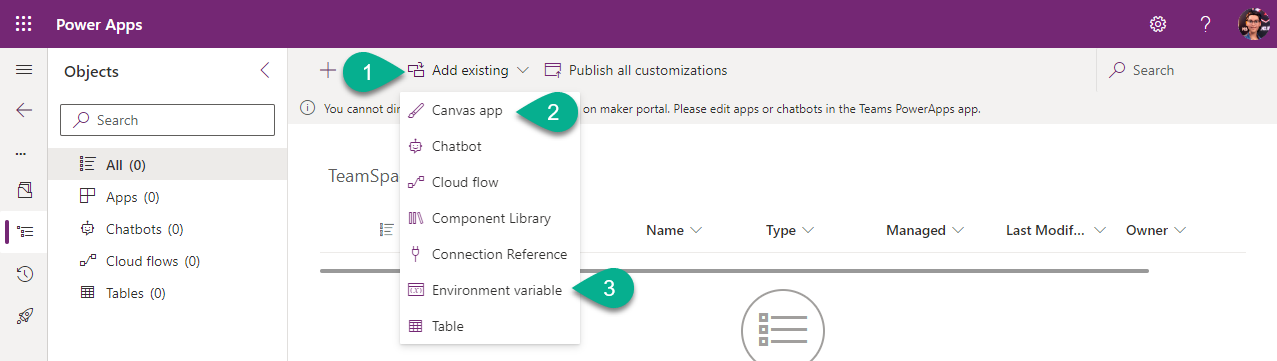 Power Apps
?
Objects
1
Add existing
Publish all customizations
Search
You cannot dir
on maker portal. Please edit apps or chatbots in the Teams PowerApps app.
Search
Canvas app
2
Chatbot
...
All (0)
TeamSpa
Cloud flow
Apps (0)
Component Library
Chatbots (0)
Name
Type
Managed
Last Modif...
Owner
Connection Reference
Cloud flows (0)
Environment variable
3
Tables (0)
Table